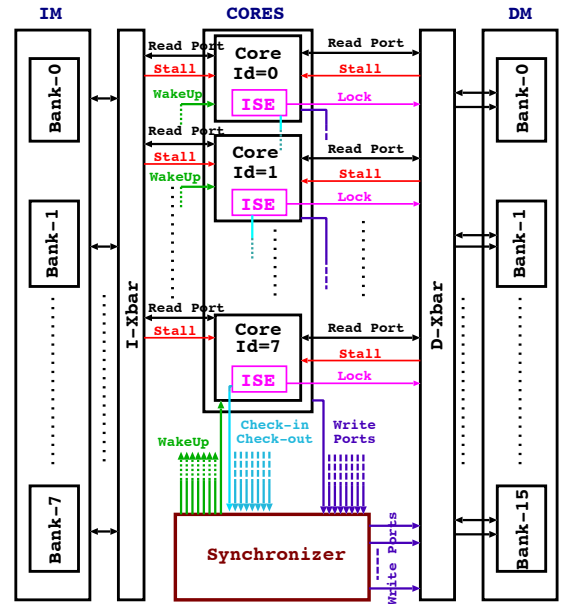 IM
CORES
DM
Bank-0
Bank-1
Bank-7
I-Xbar
Read Port
Stall
WakeUp
Core
Id=0
ISE
Read Port
Stall
Lock
Read Port
Stall
WakeUp
Core
Id=1
ISE
Read Port
Stall
Lock
Read Port
Stall
Core
Id=7
ISE
Read Port
Stall
Lock
WakeUp
Check-in
Check-out
Write
Ports
Synchronizer
Write Ports
D-Xbar
Bank-0
Bank-1
Bank-15